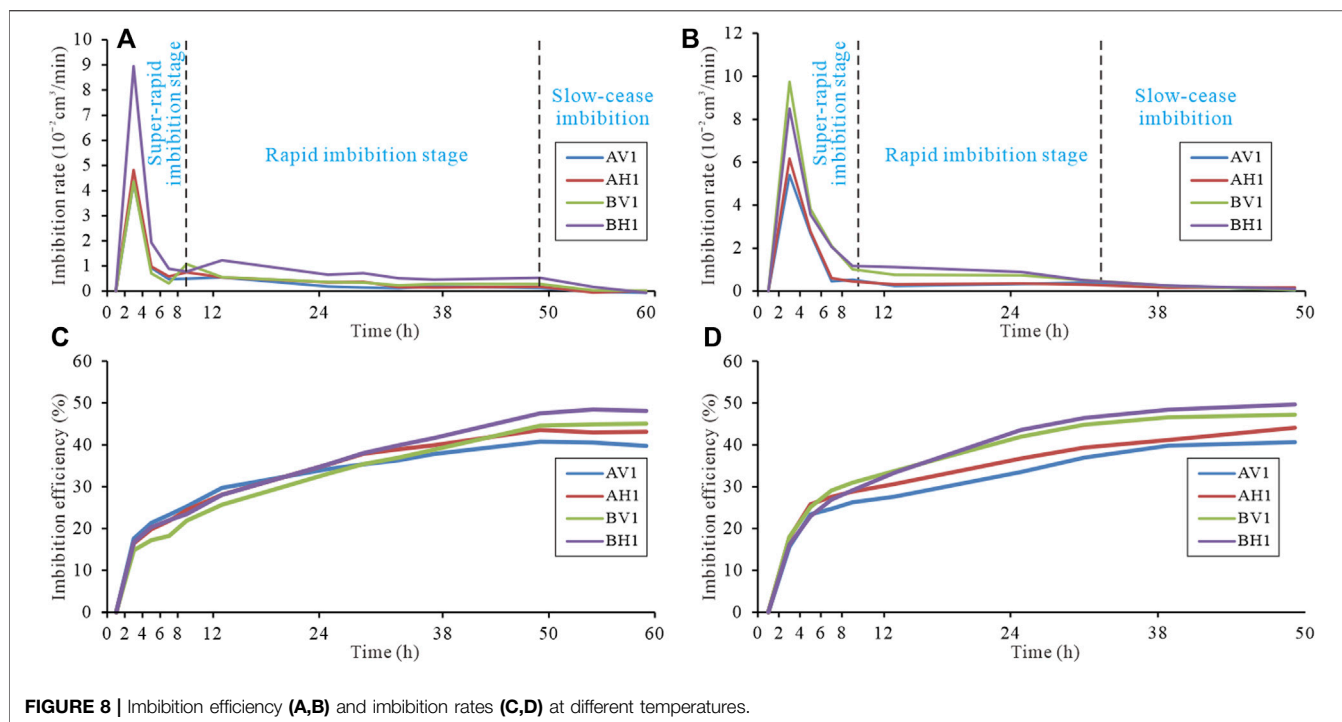 A
Imbibition rate (10⁻² cm³/min)
10
9
8
7
6
5
4
3
2
1
0
Super-rapid
imbibition stage
Rapid imbibition stage
Slow-cease
imbibition
AV1
AH1
BV1
BH1
0 2 4 6 8 12 24 38 50 60
Time (h)
B
Imbibition rate (10⁻² cm³/min)
12
10
8
6
4
2
0
Super-rapid
imbibition stage
Rapid imbibition stage
Slow-cease
imbibition
AV1
AH1
BV1
BH1
0 2 4 6 8 12 24 38 50
Time (h)
C
Imbibition efficiency (%)
60
50
40
30
20
10
0
AV1
AH1
BV1
BH1
0 2 4 6 8 12 24 38 50 60
Time (h)
D
Imbibition efficiency (%)
60
50
40
30
20
10
0
AV1
AH1
BV1
BH1
0 2 4 6 8 12 24 38 50
Time (h)
FIGURE 8 | Imbibition efficiency (A,B) and imbibition rates (C,D) at different temperatures.